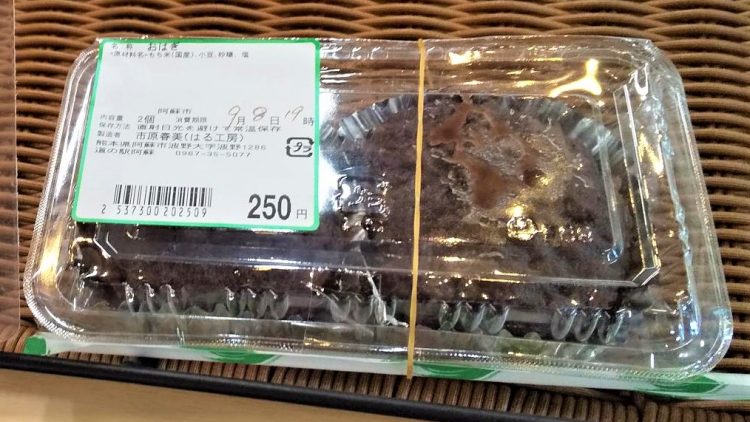 名 称 おはぎ
<原材料名>もち米(国産)、小豆、砂糖、塩
阿蘇市
内容量 2個 消費期限 9月8日19時
保存方法 直射日光を避けて常温保存
製造者 市原春美(はる工房)
熊本県阿蘇市波野大字波野1286
道の駅阿蘇 0967-35-5077
プラ
250円
2 537300 202509